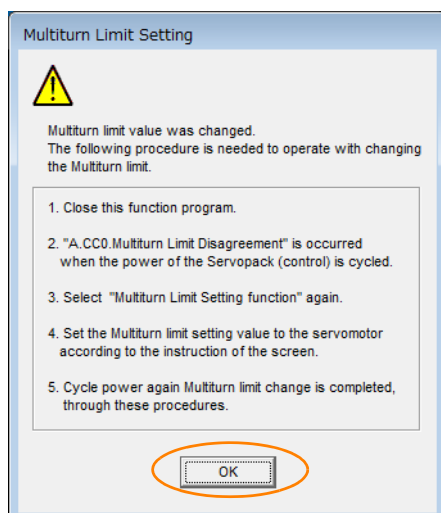 Multiturn Limit Setting
Multiturn limit value was changed.
The following procedure is needed to operate with changing
the Multiturn limit.
1. Close this function program.
2. "A.CC0.Multiturn Limit Disagreement" is occurred
when the power of the Servopack (control) is cycled.
3. Select "Multiturn Limit Setting function" again.
4. Set the Multiturn limit setting value to the servomotor
according to the instruction of the screen.
5. Cycle power again Multiturn limit change is completed,
through these procedures.
OK